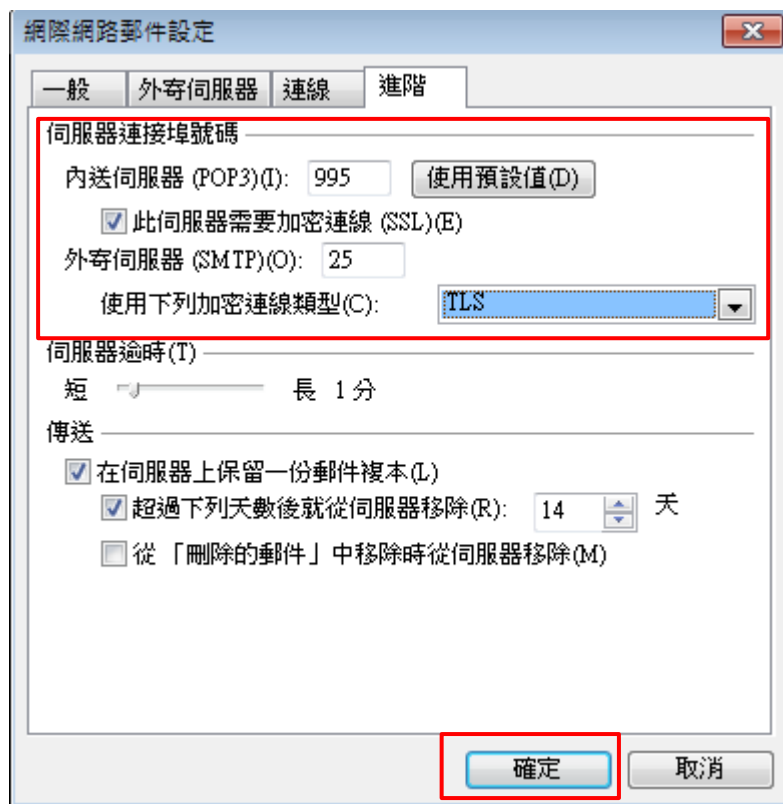 網際網路郵件設定
一般 外寄伺服器 連線 進階
伺服器連接埠號碼
內送伺服器 (POP3)(I): 995 使用預設值(D)
此伺服器需要加密連線 (SSL)(E)
外寄伺服器 (SMTP)(O): 25
使用下列加密連線類型(C): TLS
伺服器逾時(T)
短 長 1 分
傳送
在伺服器上保留一份郵件複本(L)
超過下列天數後就從伺服器移除(R): 14 天
從「刪除的郵件」中移除時從伺服器移除(M)
確定 取消